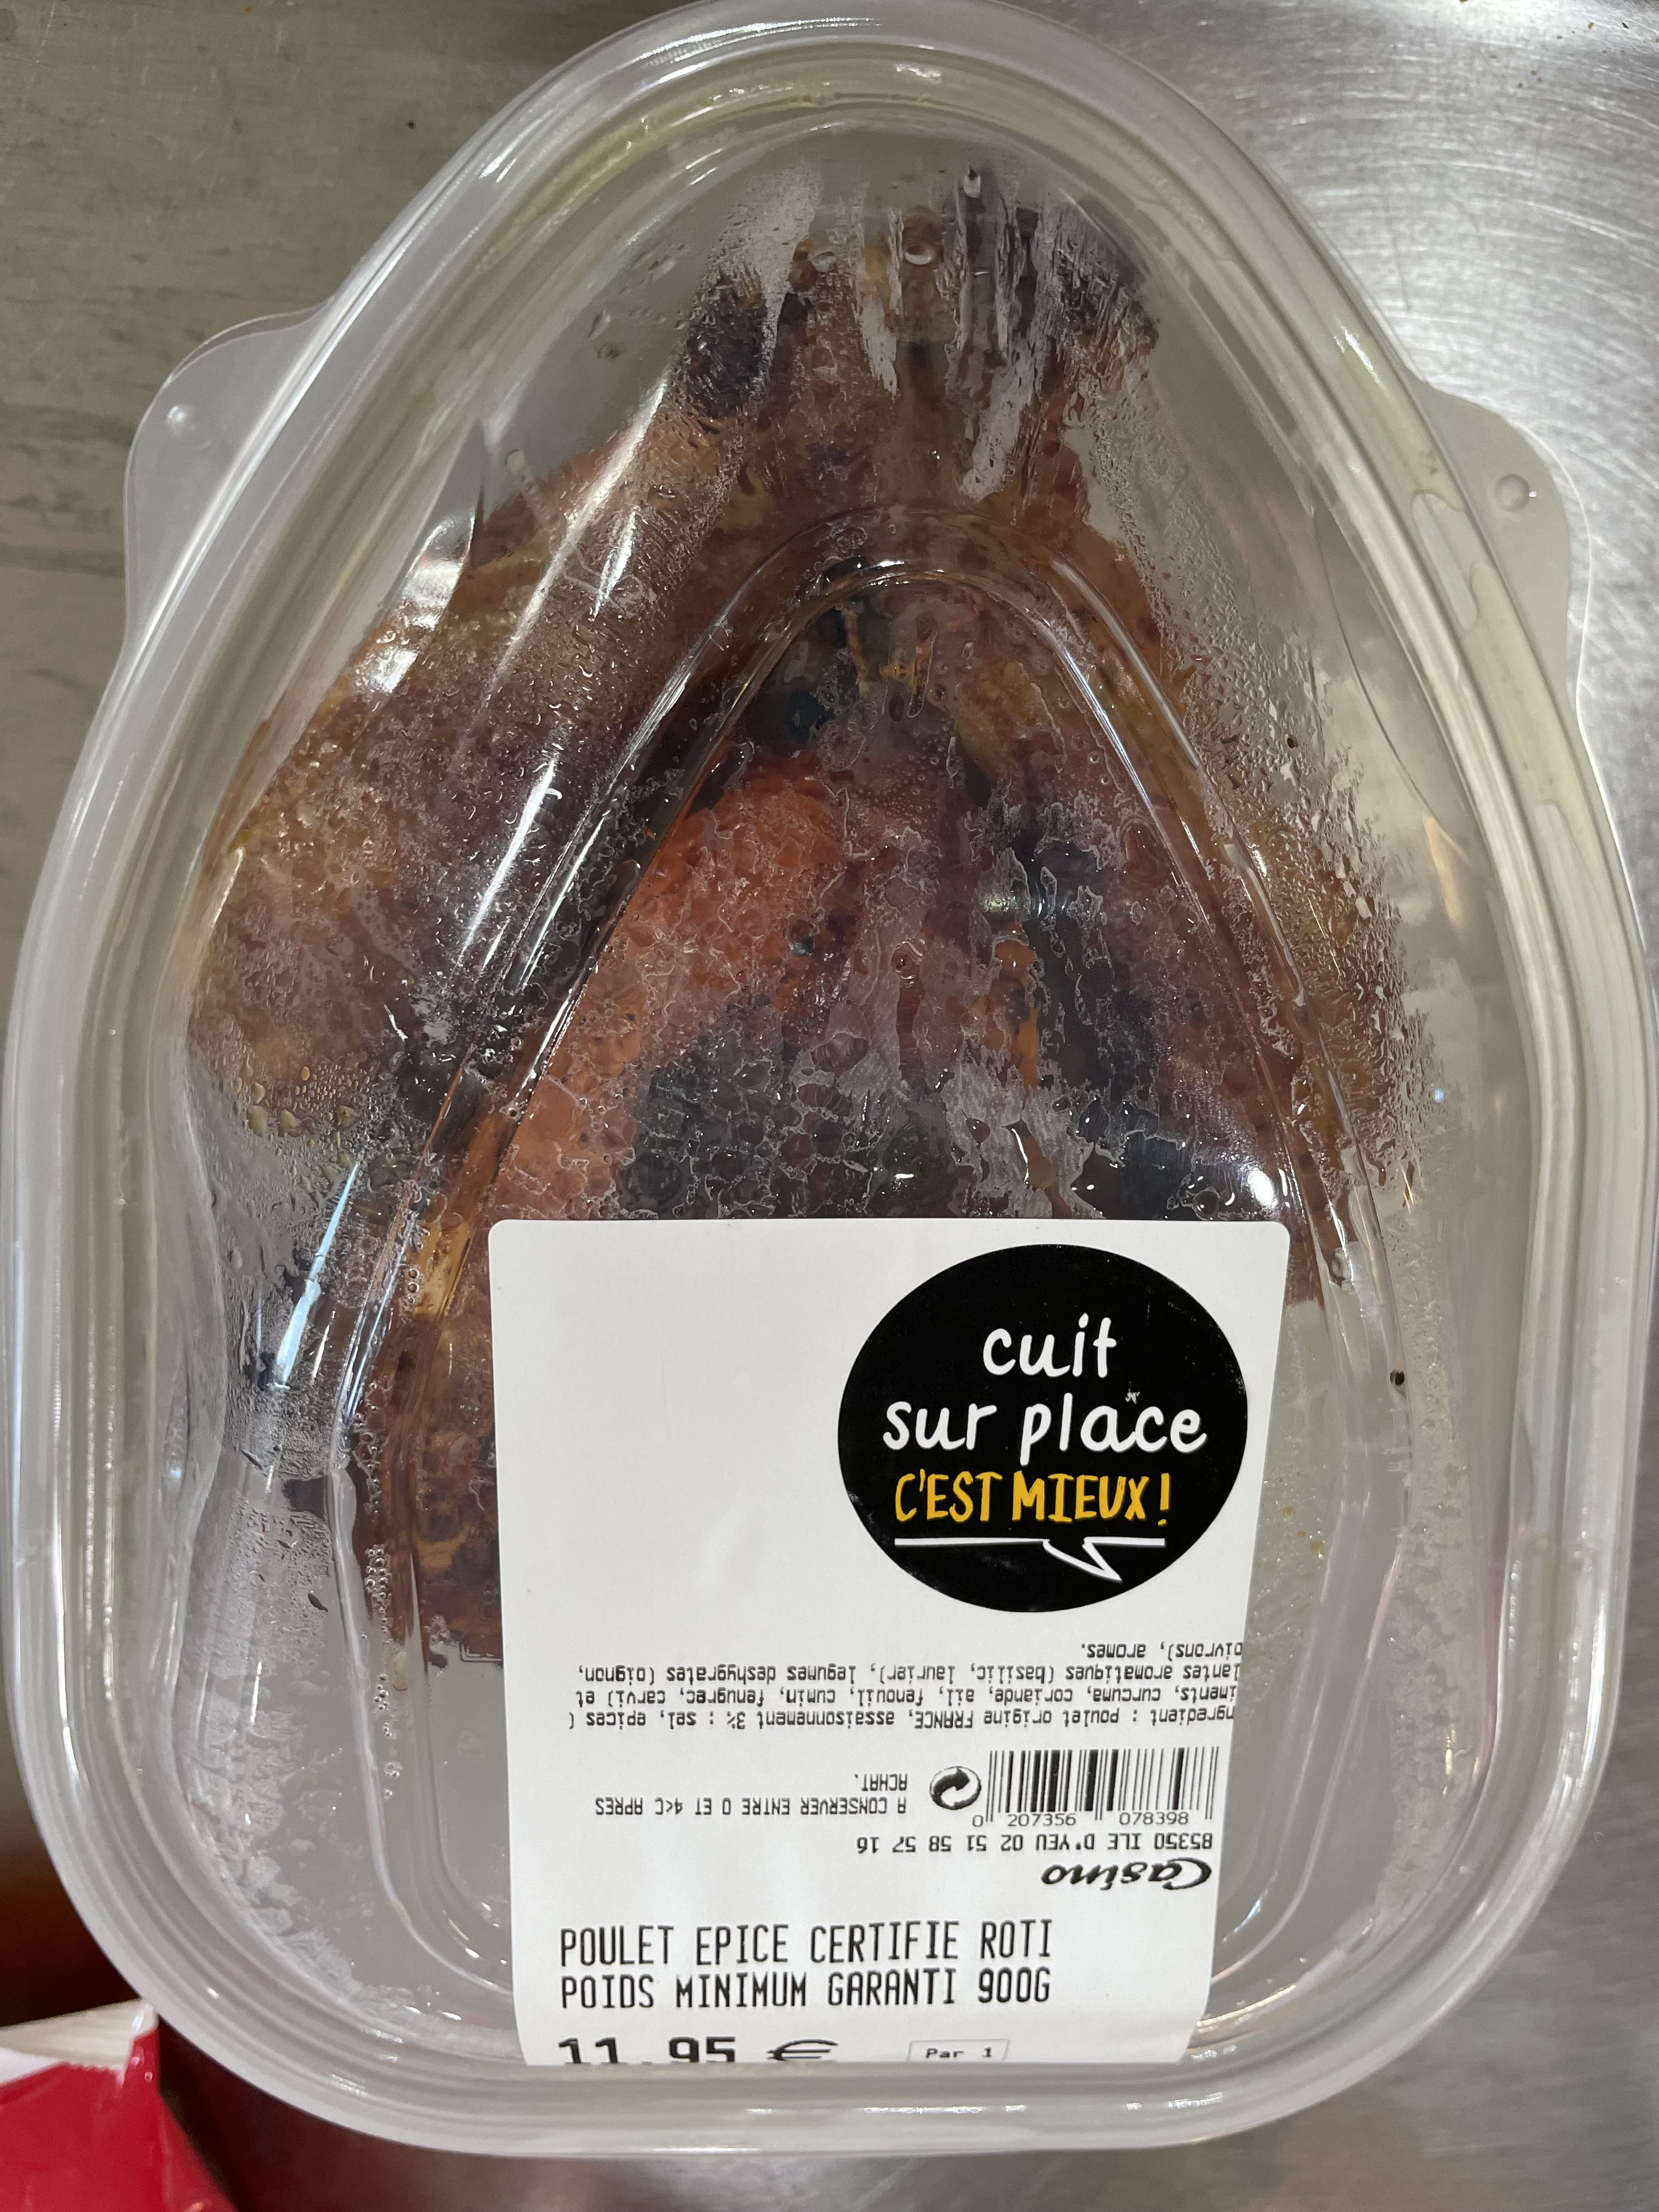 cuit
sur place
C'EST MIEUX!
POULET EPICE CERTIFIE ROTI
POIDS MINIMUM GARANTI 900G
11.95 €
Par 1
Casino
85350 ILE D'YEU 02 51 58 57 16
0 207356 078398
A CONSERVER ENTRE 0 ET 4<C APRES
ACHAT.
ngredient : poulet origine FRANCE, assaisonnement 3% : sel, epices (
iments, curcuma, coriande, ail, fenouil, cumin, fenugrec, carvi) et
lantes aromatiques (basilic, laurier), legumes deshygrates (oignon,
oivrons), aromes.